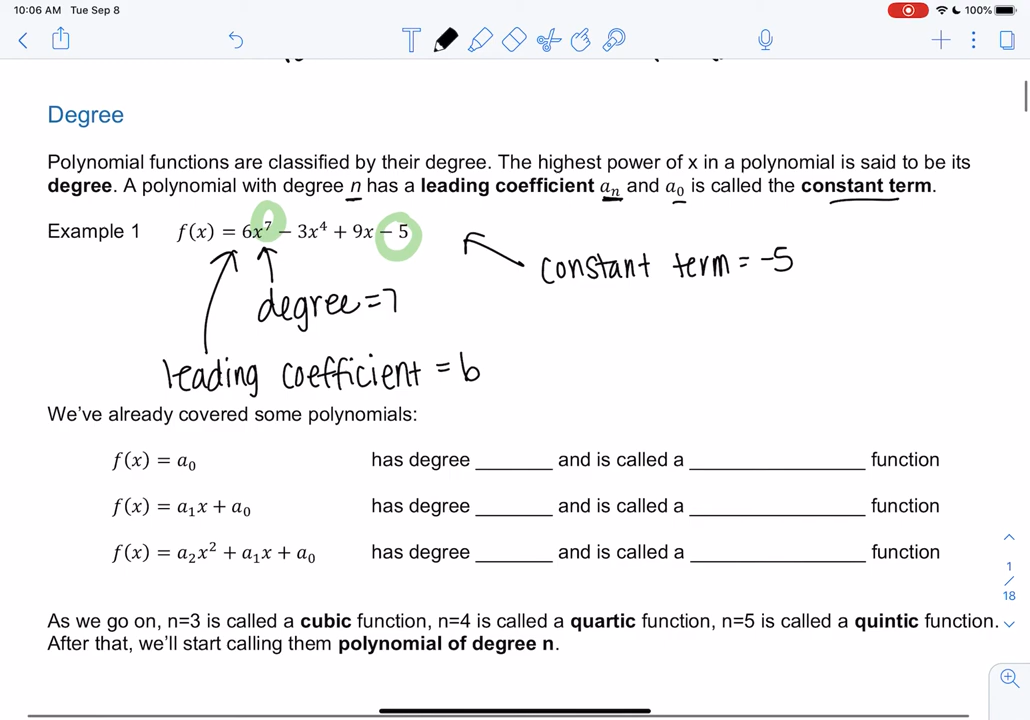 10:06 AM Tue Sep 8
100%
T
Degree
Polynomial functions are classified by their degree. The highest power of x in a polynomial is said to be its
degree. A polynomial with degree n has a leading coefficient aₙ and a₀ is called the constant term.
Example 1 f(x) = 6x⁷ − 3x⁴ + 9x − 5
constant term = -5
degree = 7
leading coefficient = 6
We've already covered some polynomials:
f(x) = a₀ has degree ________ and is called a __________________ function
f(x) = a₁x + a₀ has degree ________ and is called a __________________ function
f(x) = a₂x² + a₁x + a₀ has degree ________ and is called a __________________ function
1
/
18
As we go on, n=3 is called a cubic function, n=4 is called a quartic function, n=5 is called a quintic function.
After that, we'll start calling them polynomial of degree n.